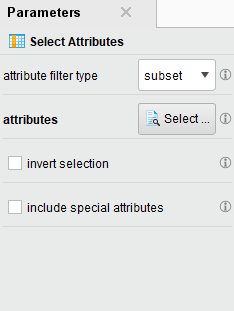 Parameters ×
Select Attributes
attribute filter type subset
attributes Select ...
invert selection
include special attributes